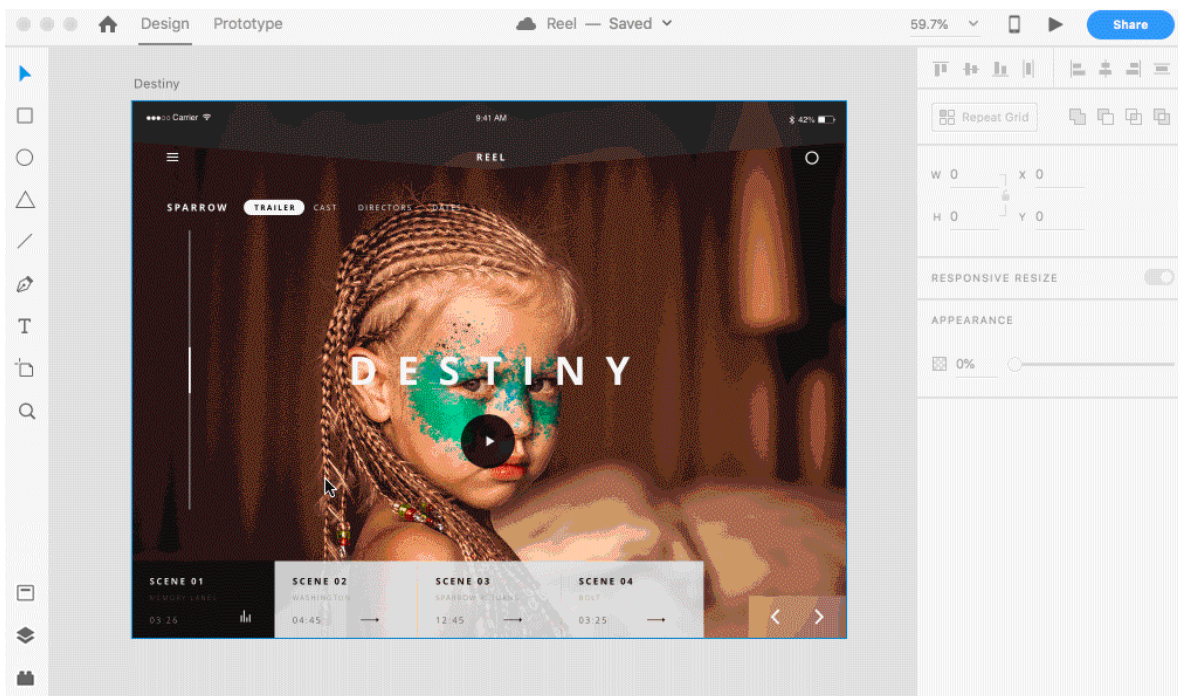 Design Prototype Reel — Saved 59.7% Share
Destiny
Carrier 9:41 AM 42%
REEL
Repeat Grid
W 0 X 0
H 0 Y 0
SPARROW TRAILER CAST DIRECTORS DATES
RESPONSIVE RESIZE
APPEARANCE
0%
DESTINY
SCENE 01 SCENE 02 SCENE 03 SCENE 04
MEMORY LANES WASHINGTON SPARROW RETURNS BOLT
03:26 04:45 12:45 03:25
T